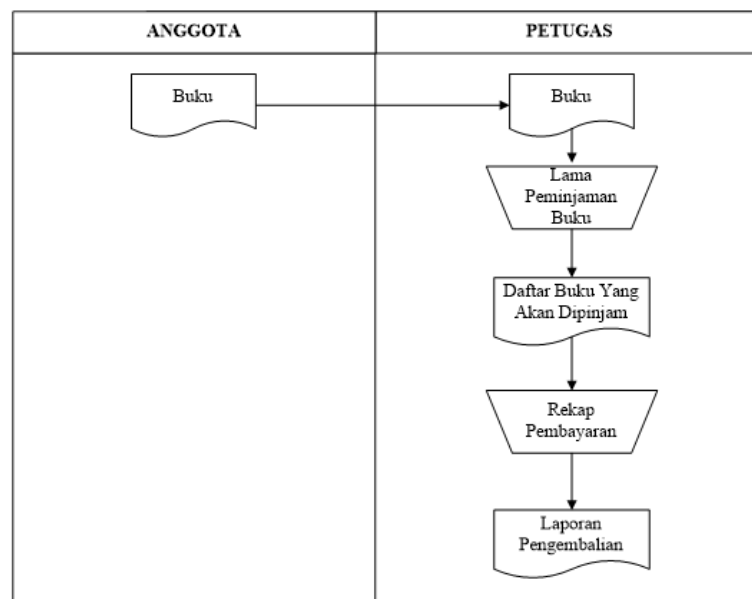 ANGGOTA
PETUGAS
Buku
Buku
Lama
Peminjaman
Buku
Daftar Buku Yang
Akan Dipinjam
Rekap
Pembayaran
Laporan
Pengembalian